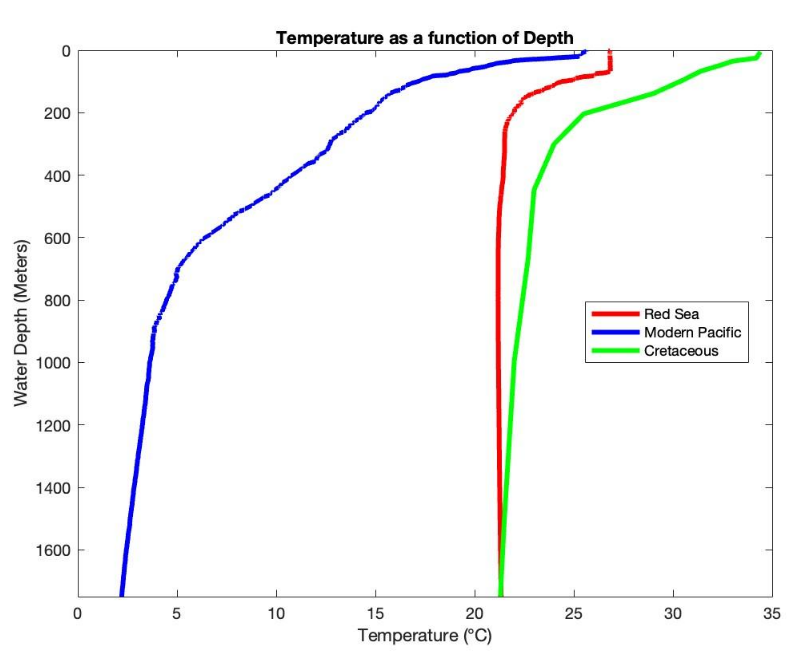 Temperature as a function of Depth
0
200
400
600
800
1000
1200
1400
1600
Water Depth (Meters)
Red Sea
Modern Pacific
Cretaceous
0 5 10 15 20 25 30 35
Temperature (°C)